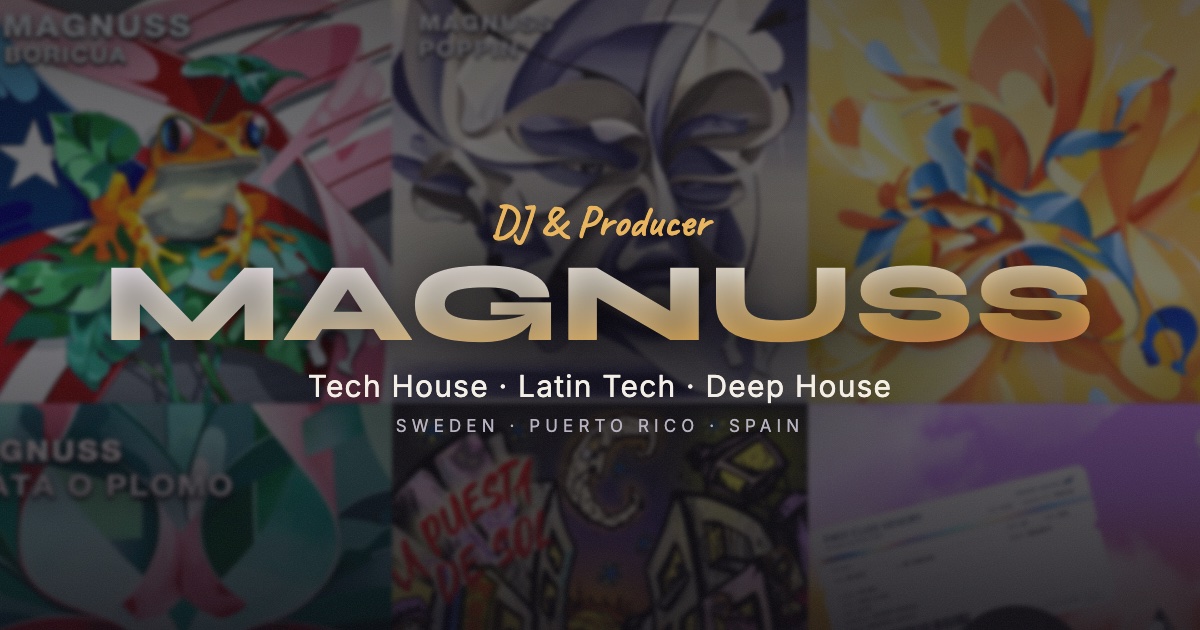 MAGNUSS
BORICUA
MAGNUSS
POPPIN'
DJ & Producer
MAGNUSS
Tech House · Latin Tech · Deep House
SWEDEN · PUERTO RICO · SPAIN
GNUSS
ATA O PLOMO
PUESTA
DE SOL